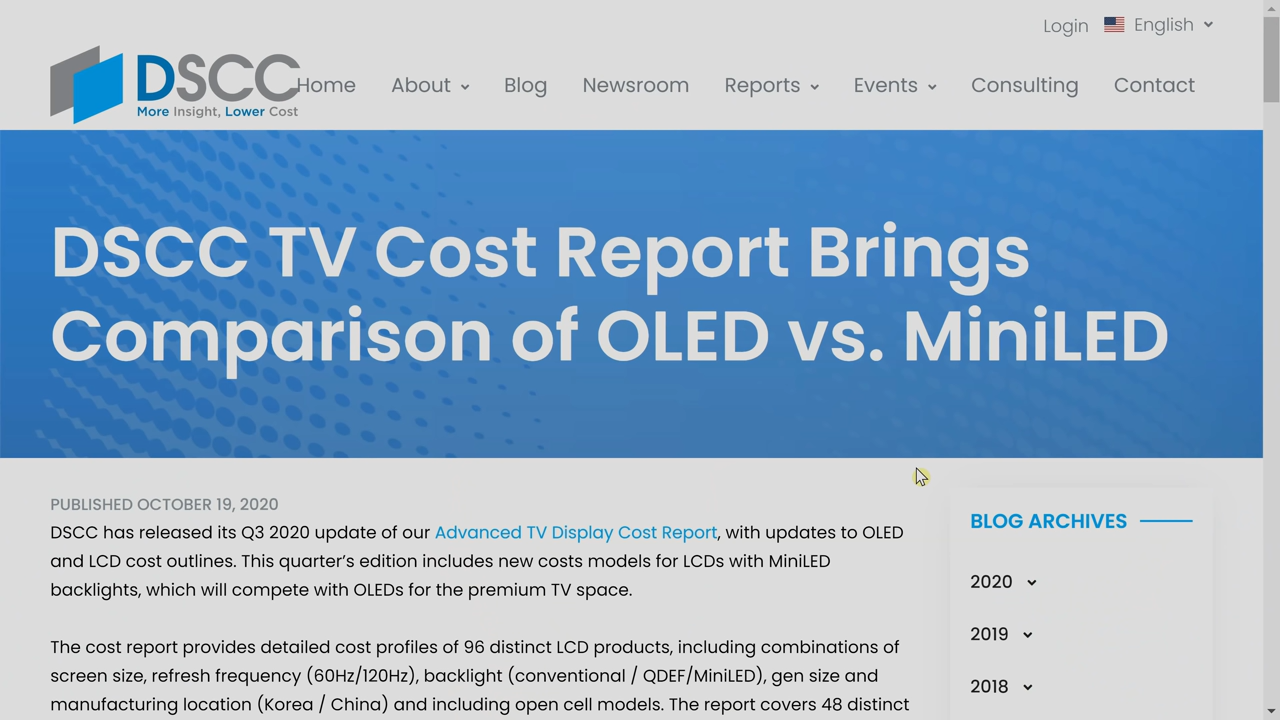 Login
English
DSCC
More Insight, Lower Cost
Home
About
Blog
Newsroom
Reports
Events
Consulting
Contact
DSCC TV Cost Report Brings
Comparison of OLED vs. MiniLED
PUBLISHED OCTOBER 19, 2020
DSCC has released its Q3 2020 update of our Advanced TV Display Cost Report, with updates to OLED
and LCD cost outlines. This quarter’s edition includes new costs models for LCDs with MiniLED
backlights, which will compete with OLEDs for the premium TV space.
The cost report provides detailed cost profiles of 96 distinct LCD products, including combinations of
screen size, refresh frequency (60Hz/120Hz), backlight (conventional / QDEF/MiniLED), gen size and
manufacturing location (Korea / China) and including open cell models. The report covers 48 distinct
BLOG ARCHIVES
2020
2019
2018